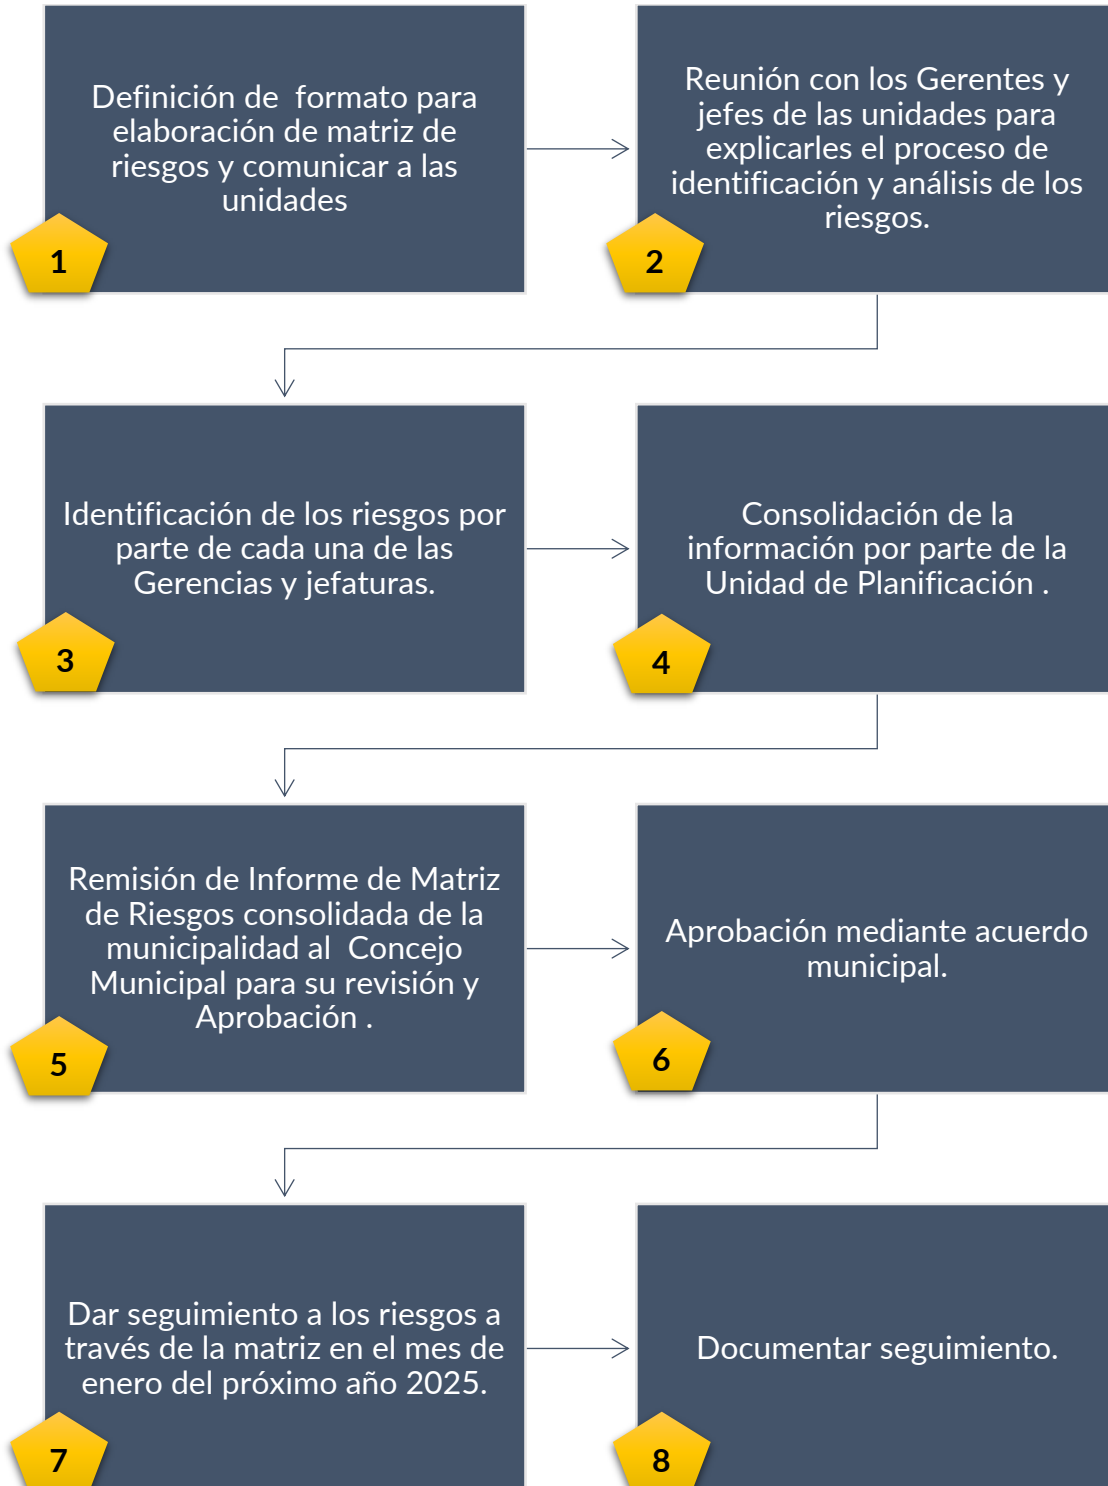 Definición de  formato para
elaboración de matriz de
riesgos y comunicar a las
unidades
1
Reunión con los Gerentes y
jefes de las unidades para
explicarles el proceso de
identificación y análisis de los
riesgos.
2
Identificación de los riesgos por
parte de cada una de las
Gerencias y jefaturas.
3
Consolidación de la
información por parte de la
Unidad de Planificación .
4
Remisión de Informe de Matriz
de Riesgos consolidada de la
municipalidad al  Concejo
Municipal para su revisión y
Aprobación .
5
Aprobación mediante acuerdo
municipal.
6
Dar seguimiento a los riesgos a
través de la matriz en el mes de
enero del próximo año 2025.
7
Documentar seguimiento.
8